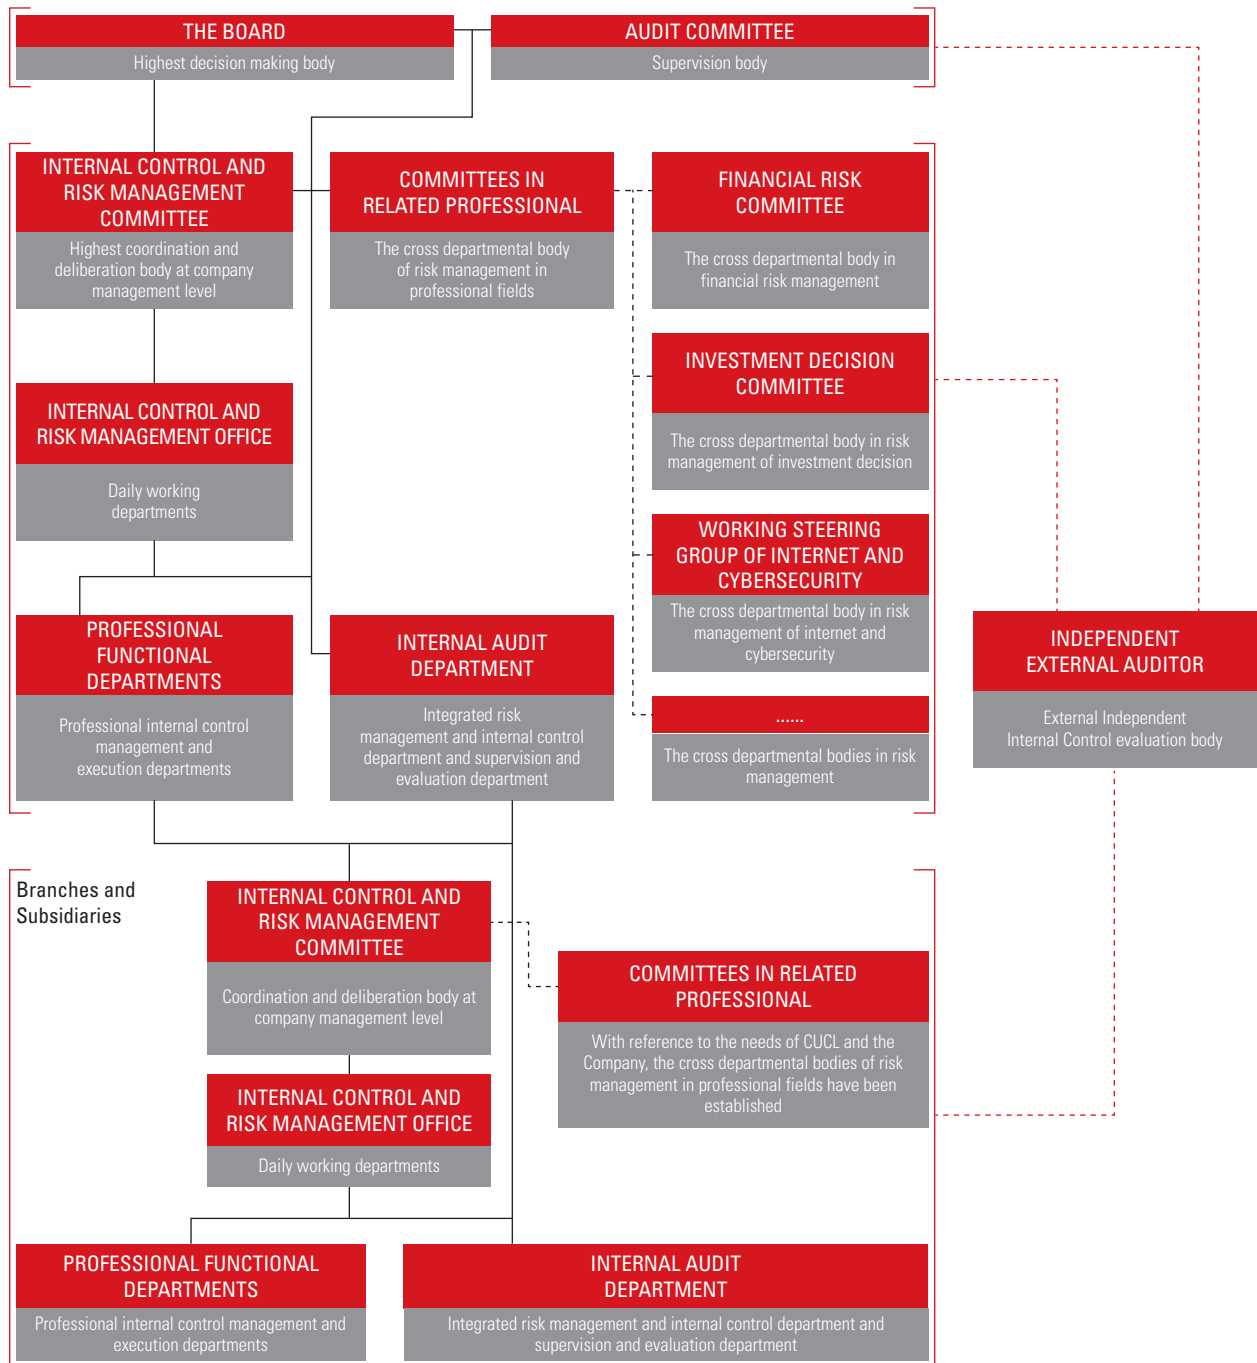 THE BOARD
Highest decision making body
AUDIT COMMITTEE
Supervision body
INTERNAL CONTROL AND
RISK MANAGEMENT
COMMITTEE
Highest coordination and
deliberation body at company
management level
COMMITTEES IN
RELATED PROFESSIONAL
The cross departmental body
of risk management in
professional fields
FINANCIAL RISK
COMMITTEE
The cross departmental body in
financial risk management
INVESTMENT DECISION
COMMITTEE
The cross departmental body in risk
management of investment decision
INTERNAL CONTROL AND
RISK MANAGEMENT OFFICE
Daily working
departments
WORKING STEERING
GROUP OF INTERNET AND
CYBERSECURITY
The cross departmental body in risk
management of internet and
cybersecurity
PROFESSIONAL
FUNCTIONAL
DEPARTMENTS
Professional internal control
management and
execution departments
INTERNAL AUDIT
DEPARTMENT
Integrated risk
management and internal control
department and supervision and
evaluation department
......
The cross departmental bodies in risk
management
INDEPENDENT
EXTERNAL AUDITOR
External Independent
Internal Control evaluation body
Branches and
Subsidiaries
INTERNAL CONTROL AND
RISK MANAGEMENT
COMMITTEE
Coordination and deliberation body at
company management level
COMMITTEES IN RELATED
PROFESSIONAL
With reference to the needs of CUCL and the
Company, the cross departmental bodies of risk
management in professional fields have been
established
INTERNAL CONTROL AND
RISK MANAGEMENT OFFICE
Daily working departments
PROFESSIONAL FUNCTIONAL
DEPARTMENTS
Professional internal control management and
execution departments
INTERNAL AUDIT
DEPARTMENT
Integrated risk management and internal control department and
supervision and evaluation department